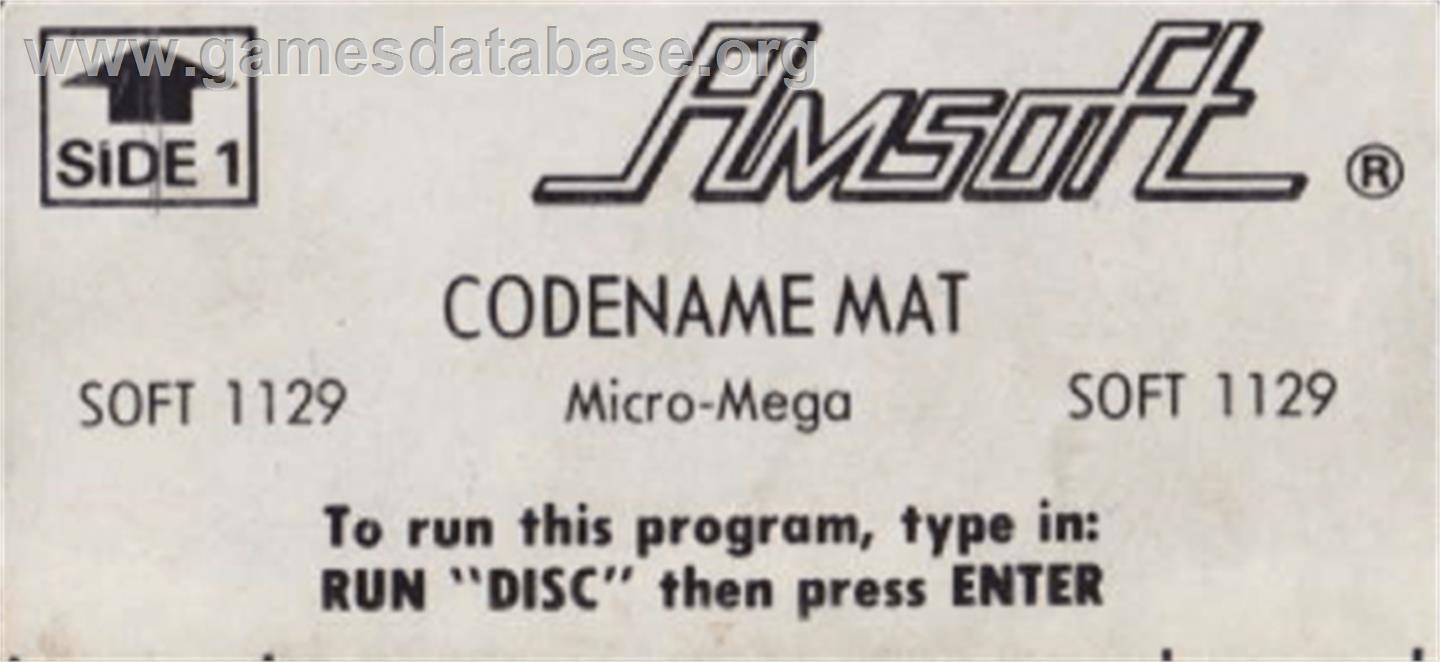 www.gamesdatabase.org
SiDE 1
Amsoft ®
CODENAME MAT
SOFT 1129 Micro-Mega SOFT 1129
To run this program, type in:
RUN "DISC" then press ENTER